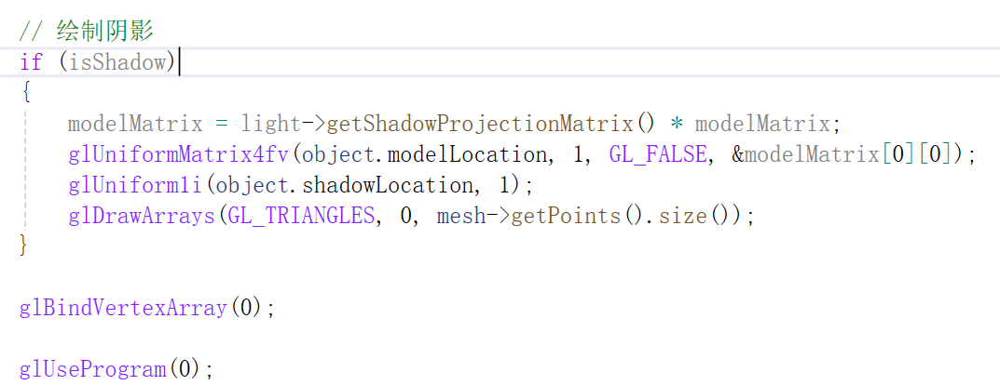 // 绘制阴影
if (isShadow)
{
modelMatrix = light->getShadowProjectionMatrix() * modelMatrix;
glUniformMatrix4fv(object.modelLocation, 1, GL_FALSE, &modelMatrix[0][0]);
glUniform1i(object.shadowLocation, 1);
glDrawArrays(GL_TRIANGLES, 0, mesh->getPoints().size());
}
glBindVertexArray(0);
glUseProgram(0);